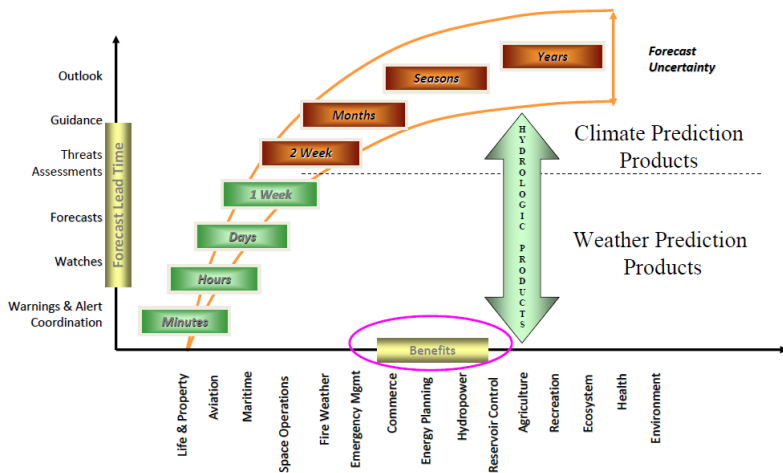 Outlook
Guidance
Threats
Assessments
Forecasts
Watches
Warnings & Alert
Coordination
Forecast Lead Time
Years
Seasons
Months
2 Week
1 Week
Days
Hours
Minutes
Forecast
Uncertainty
HYDROLOGIC PRODUCTS
Climate Prediction
Products
Weather Prediction
Products
Benefits
Life & Property
Aviation
Maritime
Space Operations
Fire Weather
Emergency Mgmt
Commerce
Energy Planning
Hydropower
Reservoir Control
Agriculture
Recreation
Ecosystem
Health
Environment